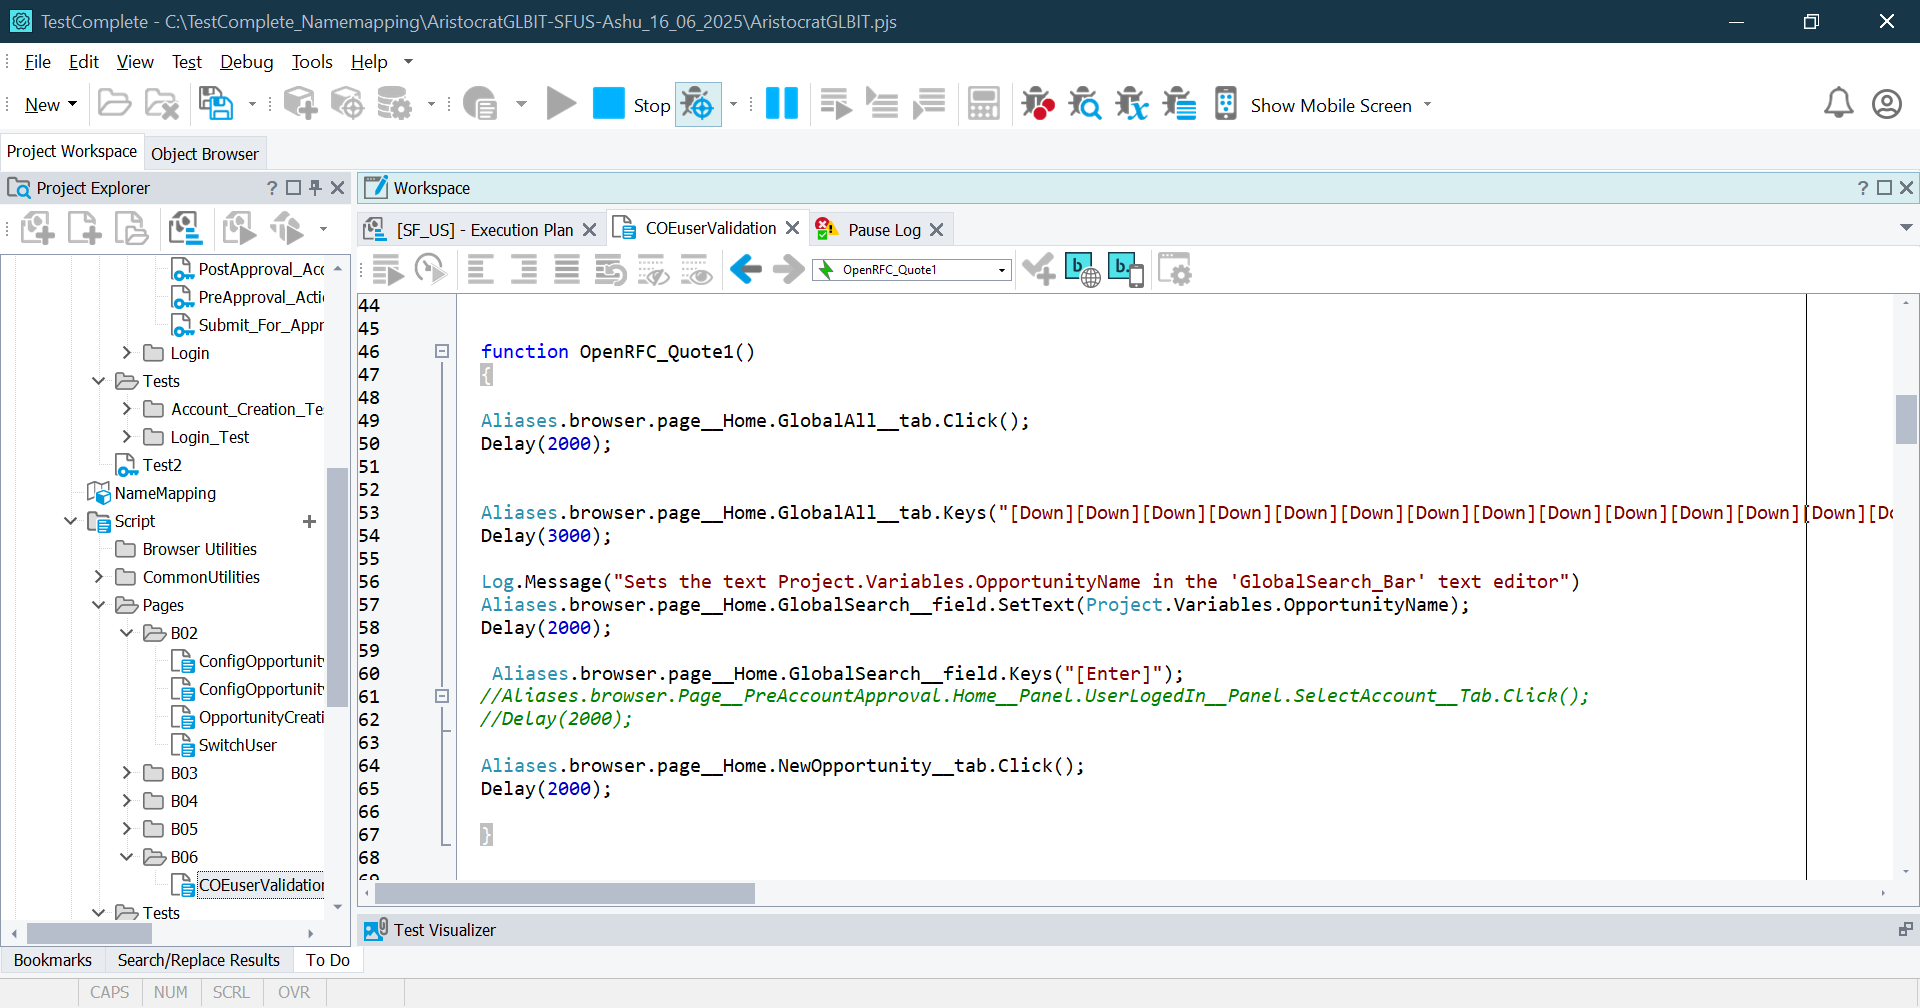 TestComplete - C:\TestComplete_Namemapping\AristocratGLBIT-SFUS-Ashu_16_06_2025\AristocratGLBIT.pjs
File Edit View Test Debug Tools Help
New Stop Show Mobile Screen
Project Workspace Object Browser
Project Explorer ?
Workspace ?
[SF_US] - Execution Plan COEuserValidation Pause Log
OpenRFC_Quote1
PostApproval_Acc
PreApproval_Acti
Submit_For_Appr
Login
Tests
Account_Creation_Te
Login_Test
Test2
NameMapping
Script
Browser Utilities
CommonUtilities
Pages
B02
ConfigOpportunit
ConfigOpportunit
OpportunityCreati
SwitchUser
B03
B04
B05
B06
COEuserValidation
Tests
44
45
46 function OpenRFC_Quote1()
47 {
48
49 Aliases.browser.page__Home.GlobalAll__tab.Click();
50 Delay(2000);
51
52
53 Aliases.browser.page__Home.GlobalAll__tab.Keys("[Down][Down][Down][Down][Down][Down][Down][Down][Down][Down][Down][Down][Down][Do
54 Delay(3000);
55
56 Log.Message("Sets the text Project.Variables.OpportunityName in the 'GlobalSearch_Bar' text editor")
57 Aliases.browser.page__Home.GlobalSearch__field.SetText(Project.Variables.OpportunityName);
58 Delay(2000);
59
60 Aliases.browser.page__Home.GlobalSearch__field.Keys("[Enter]");
61 //Aliases.browser.Page__PreAccountApproval.Home__Panel.UserLogedIn__Panel.SelectAccount__Tab.Click();
62 //Delay(2000);
63
64 Aliases.browser.page__Home.NewOpportunity__tab.Click();
65 Delay(2000);
66
67 }
68
69
Test Visualizer
Bookmarks Search/Replace Results To Do
CAPS NUM SCRL OVR